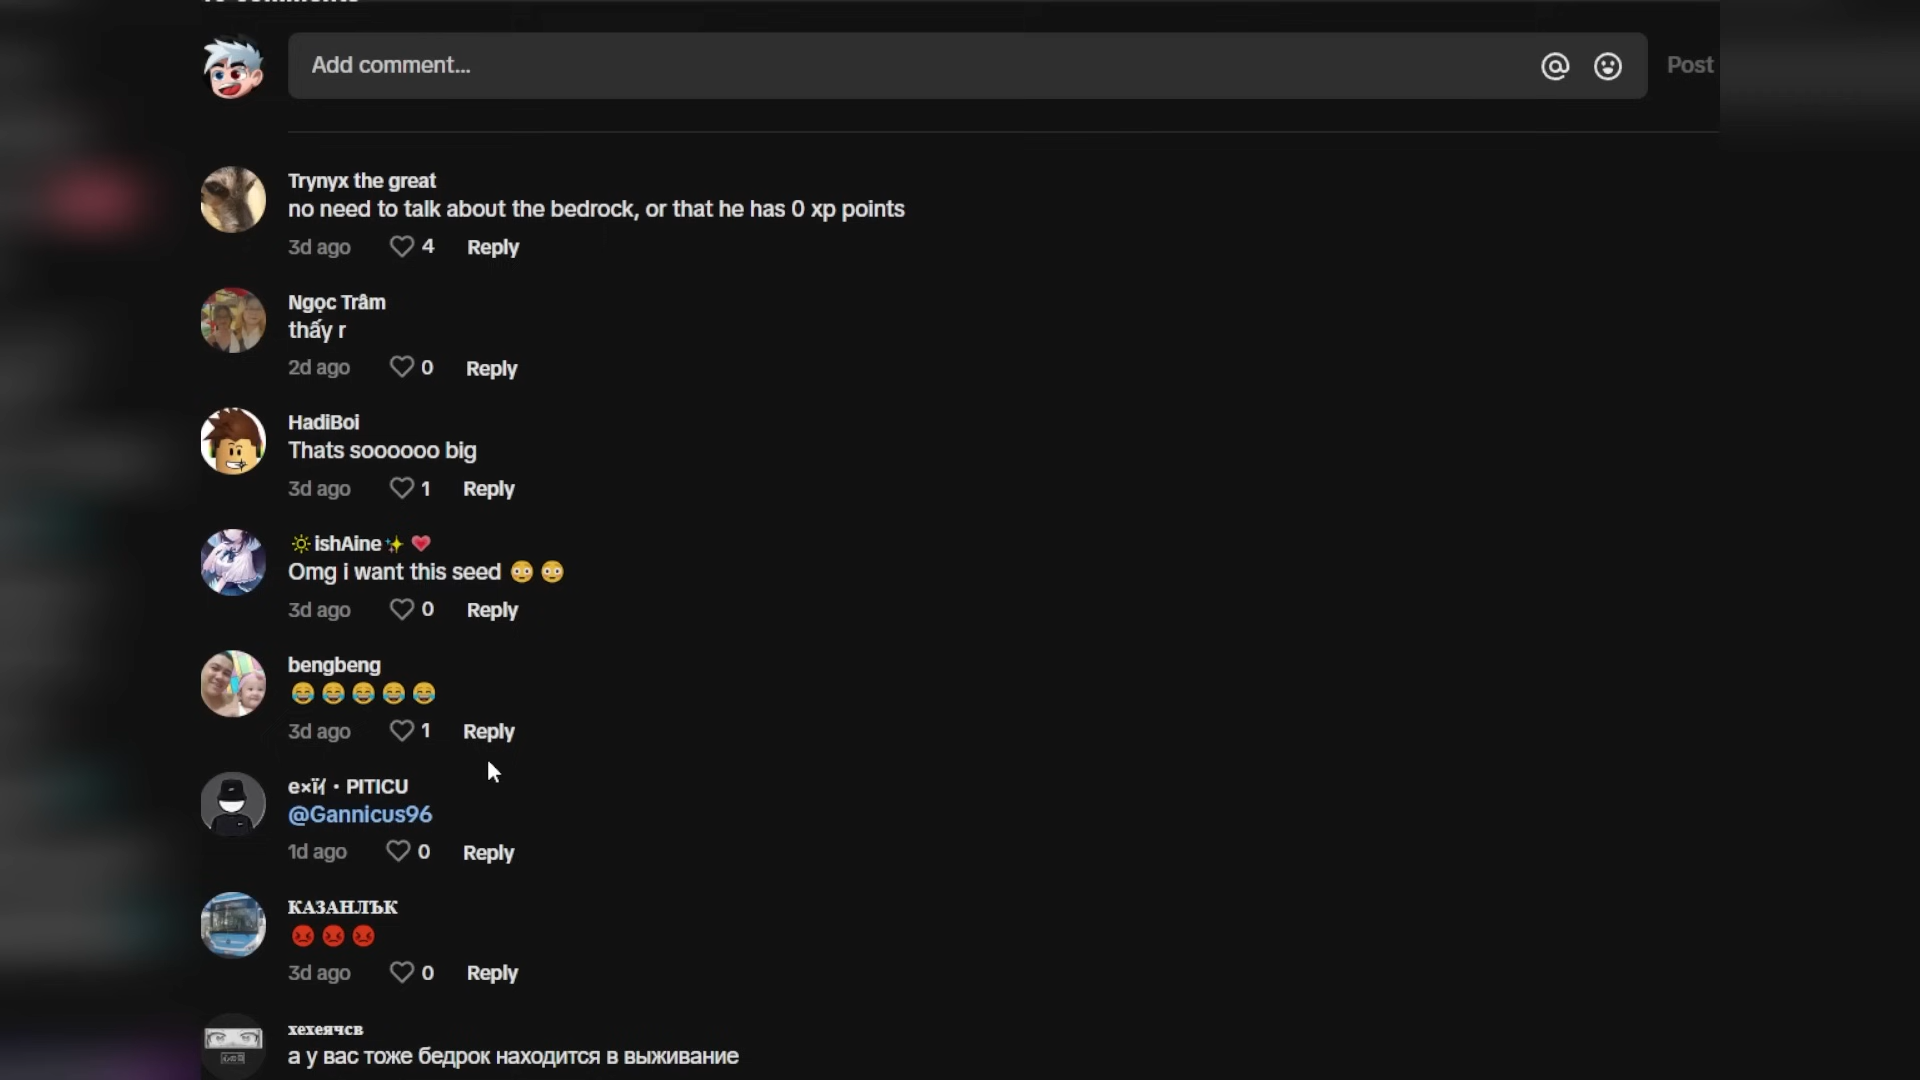 Add comment...
Post
Trynyx the great
no need to talk about the bedrock, or that he has 0 xp points
3d ago 4 Reply
Ngọc Trâm
thấy r
2d ago 0 Reply
HadiBoi
Thats soooooo big
3d ago 1 Reply
🔅ishAine✨💗
Omg i want this seed 😳😳
3d ago 0 Reply
bengbeng
😂😂😂😂😂
3d ago 1 Reply
PITICU
@Gannicus96
1d ago 0 Reply
КАЗАНЛЪК
😡😡😡
3d ago 0 Reply
хехеячсв
а у вас тоже бедрок находится в выживание